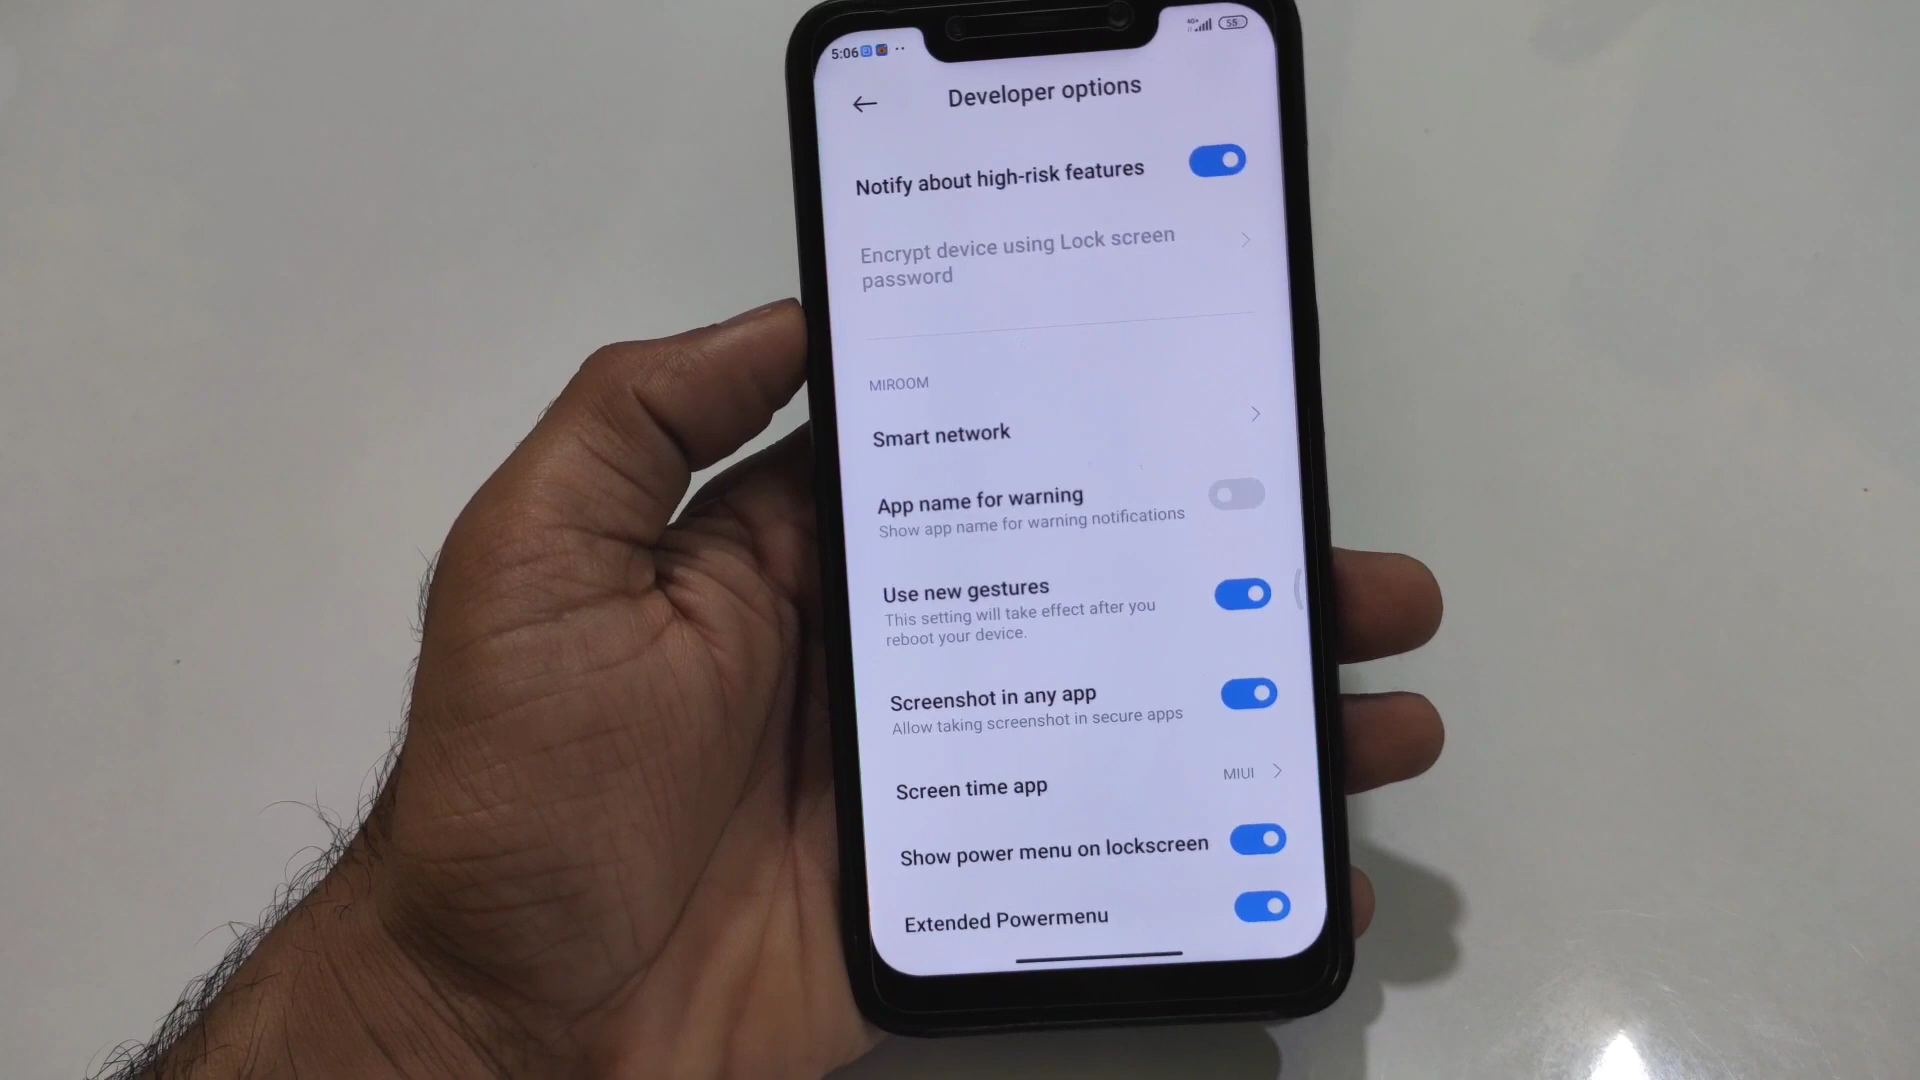 5:06
4G+
55
Developer options
Notify about high-risk features
Encrypt device using Lock screen
password
MIROOM
Smart network
App name for warning
Show app name for warning notifications
Use new gestures
This setting will take effect after you
reboot your device.
Screenshot in any app
Allow taking screenshot in secure apps
Screen time app
MIUI
Show power menu on lockscreen
Extended Powermenu